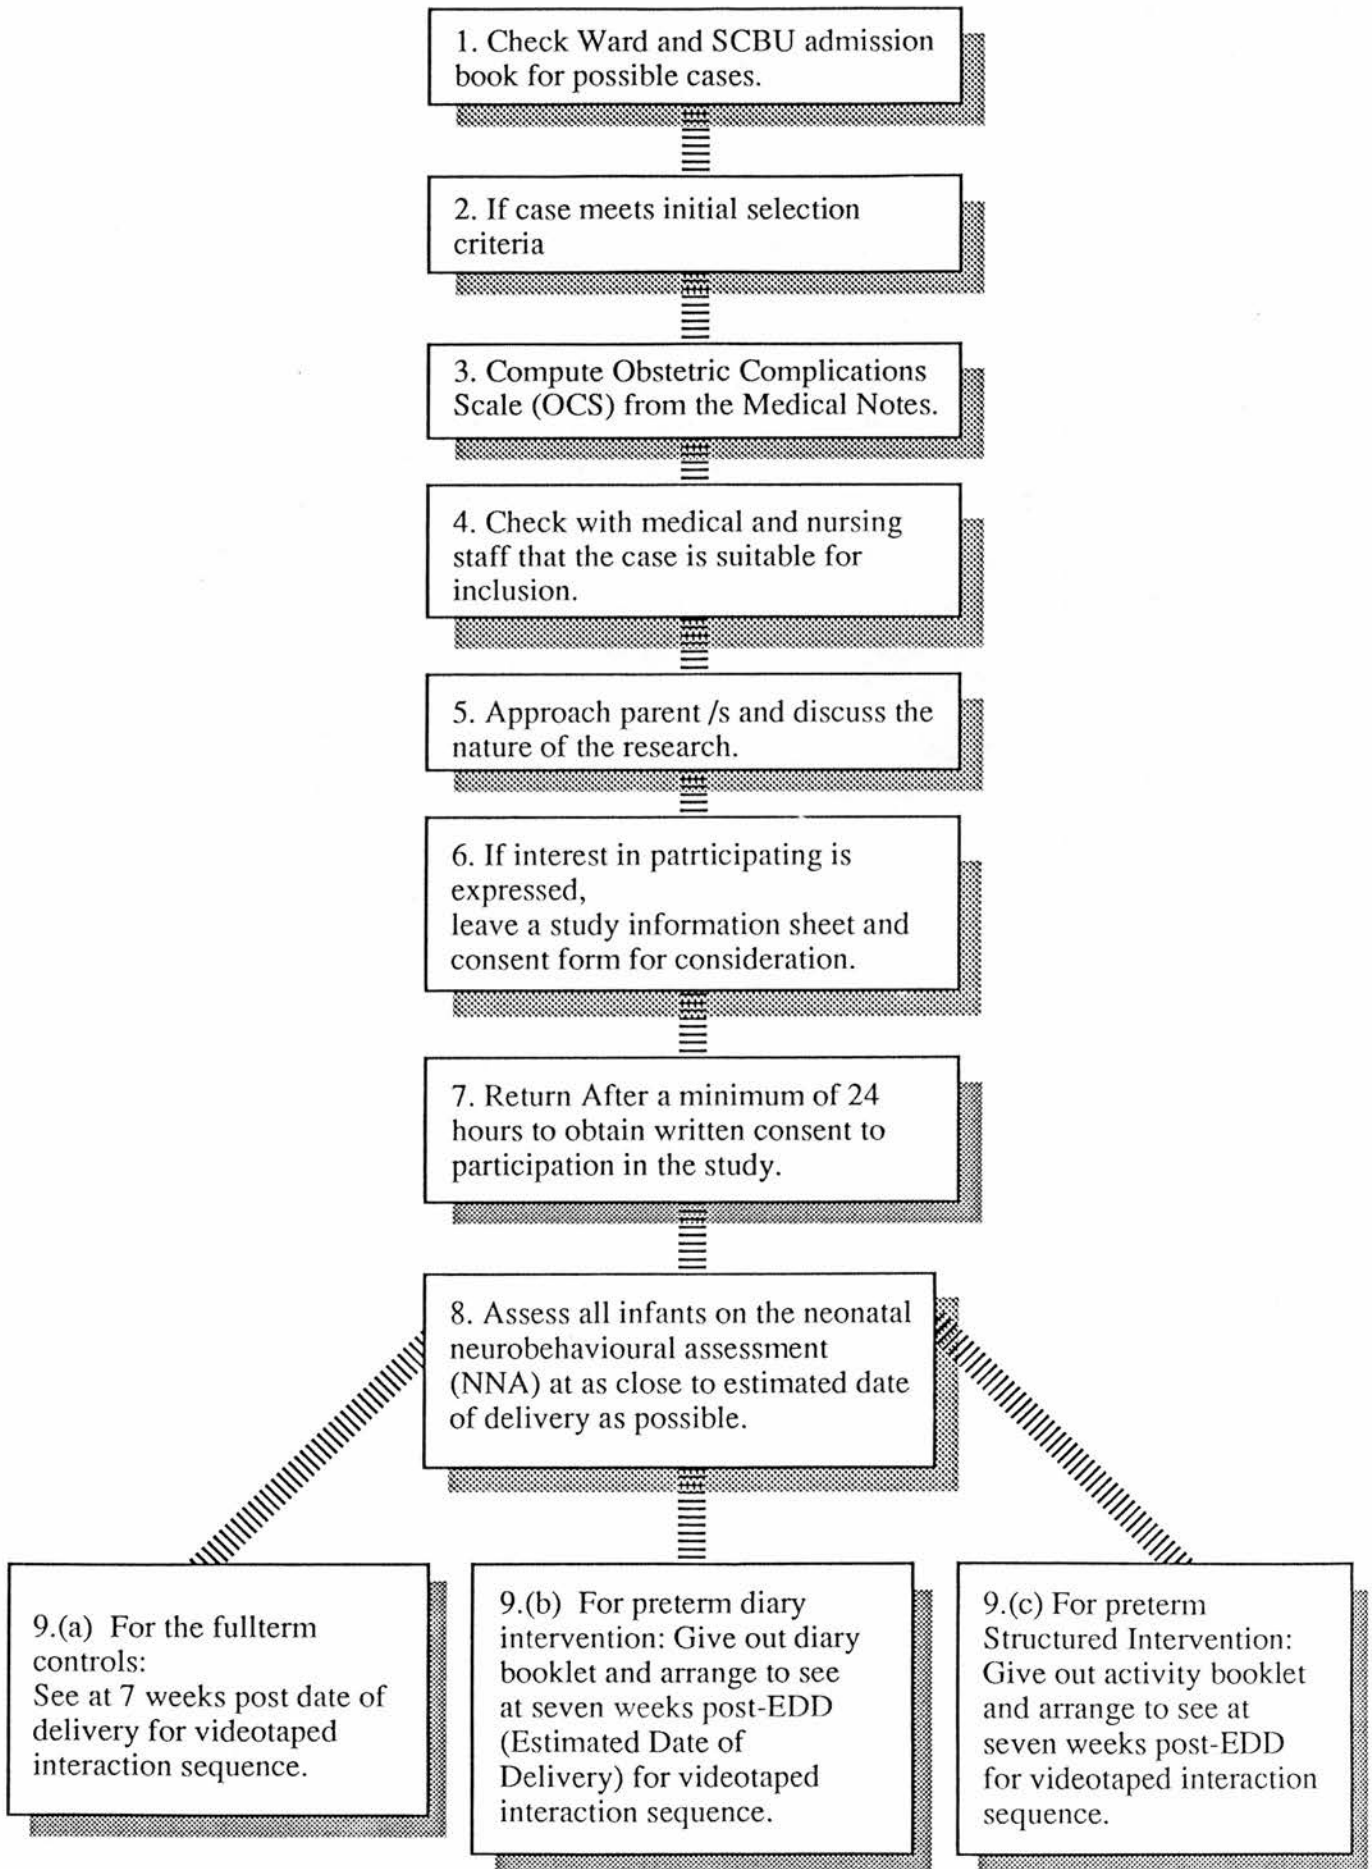 1. Check Ward and SCBU admission
book for possible cases.
2. If case meets initial selection
criteria
3. Compute Obstetric Complications
Scale (OCS) from the Medical Notes.
4. Check with medical and nursing
staff that the case is suitable for
inclusion.
5. Approach parent /s and discuss the
nature of the research.
6. If interest in patrticipating is
expressed,
leave a study information sheet and
consent form for consideration.
7. Return After a minimum of 24
hours to obtain written consent to
participation in the study.
8. Assess all infants on the neonatal
neurobehavioural assessment
(NNA) at as close to estimated date
of delivery as possible.
9.(a) For the fullterm
controls:
See at 7 weeks post date of
delivery for videotaped
interaction sequence.
9.(b) For preterm diary
intervention: Give out diary
booklet and arrange to see
at seven weeks post-EDD
(Estimated Date of
Delivery) for videotaped
interaction sequence.
9.(c) For preterm
Structured Intervention:
Give out activity booklet
and arrange to see at
seven weeks post-EDD
for videotaped interaction
sequence.